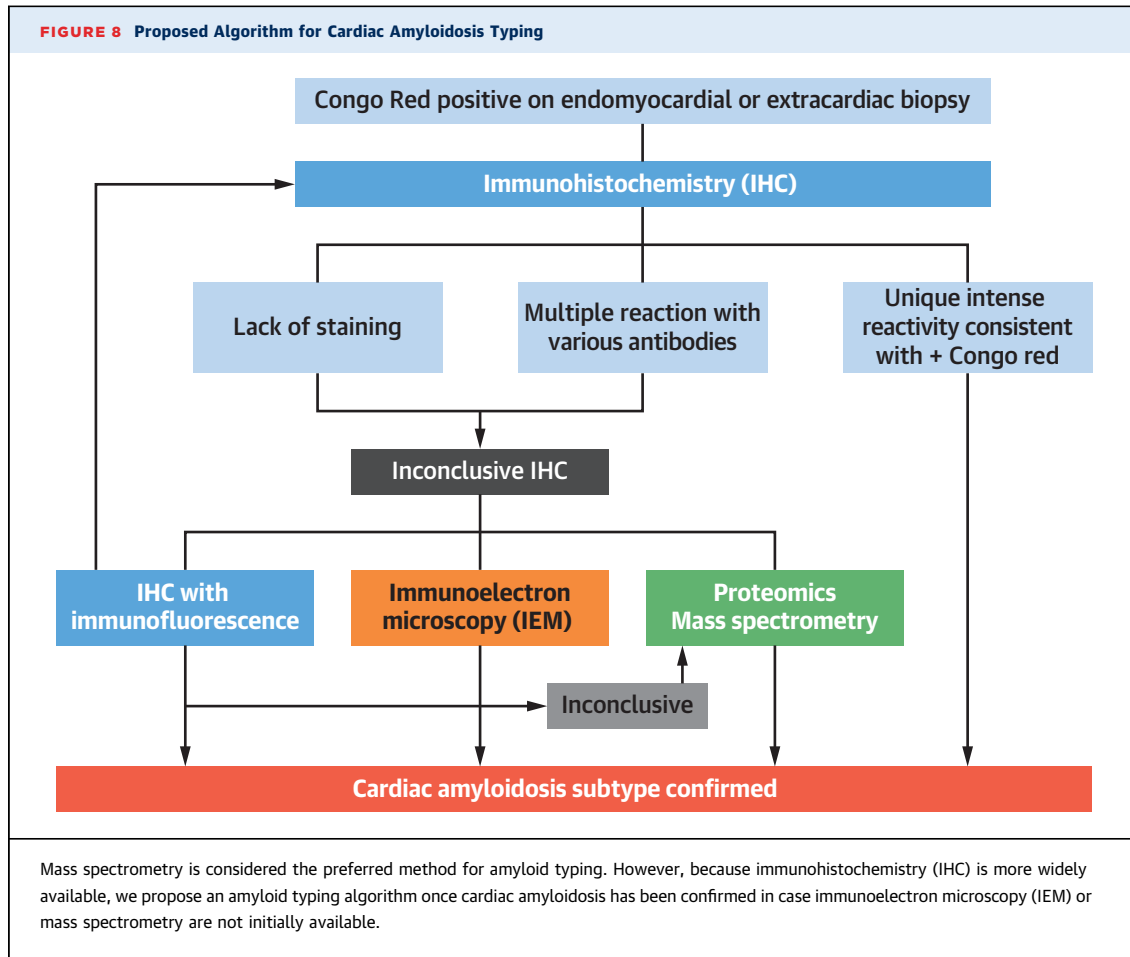 FIGURE 8 Proposed Algorithm for Cardiac Amyloidosis Typing
Congo Red positive on endomyocardial or extracardiac biopsy
Immunohistochemistry (IHC)
Lack of staining
Multiple reaction with
various antibodies
Unique intense
reactivity consistent
with + Congo red
Inconclusive IHC
IHC with
immunofluorescence
Immunoelectron
microscopy (IEM)
Proteomics
Mass spectrometry
Inconclusive
Cardiac amyloidosis subtype confirmed
Mass spectrometry is considered the preferred method for amyloid typing. However, because immunohistochemistry (IHC) is more widely
available, we propose an amyloid typing algorithm once cardiac amyloidosis has been confirmed in case immunoelectron microscopy (IEM) or
mass spectrometry are not initially available.